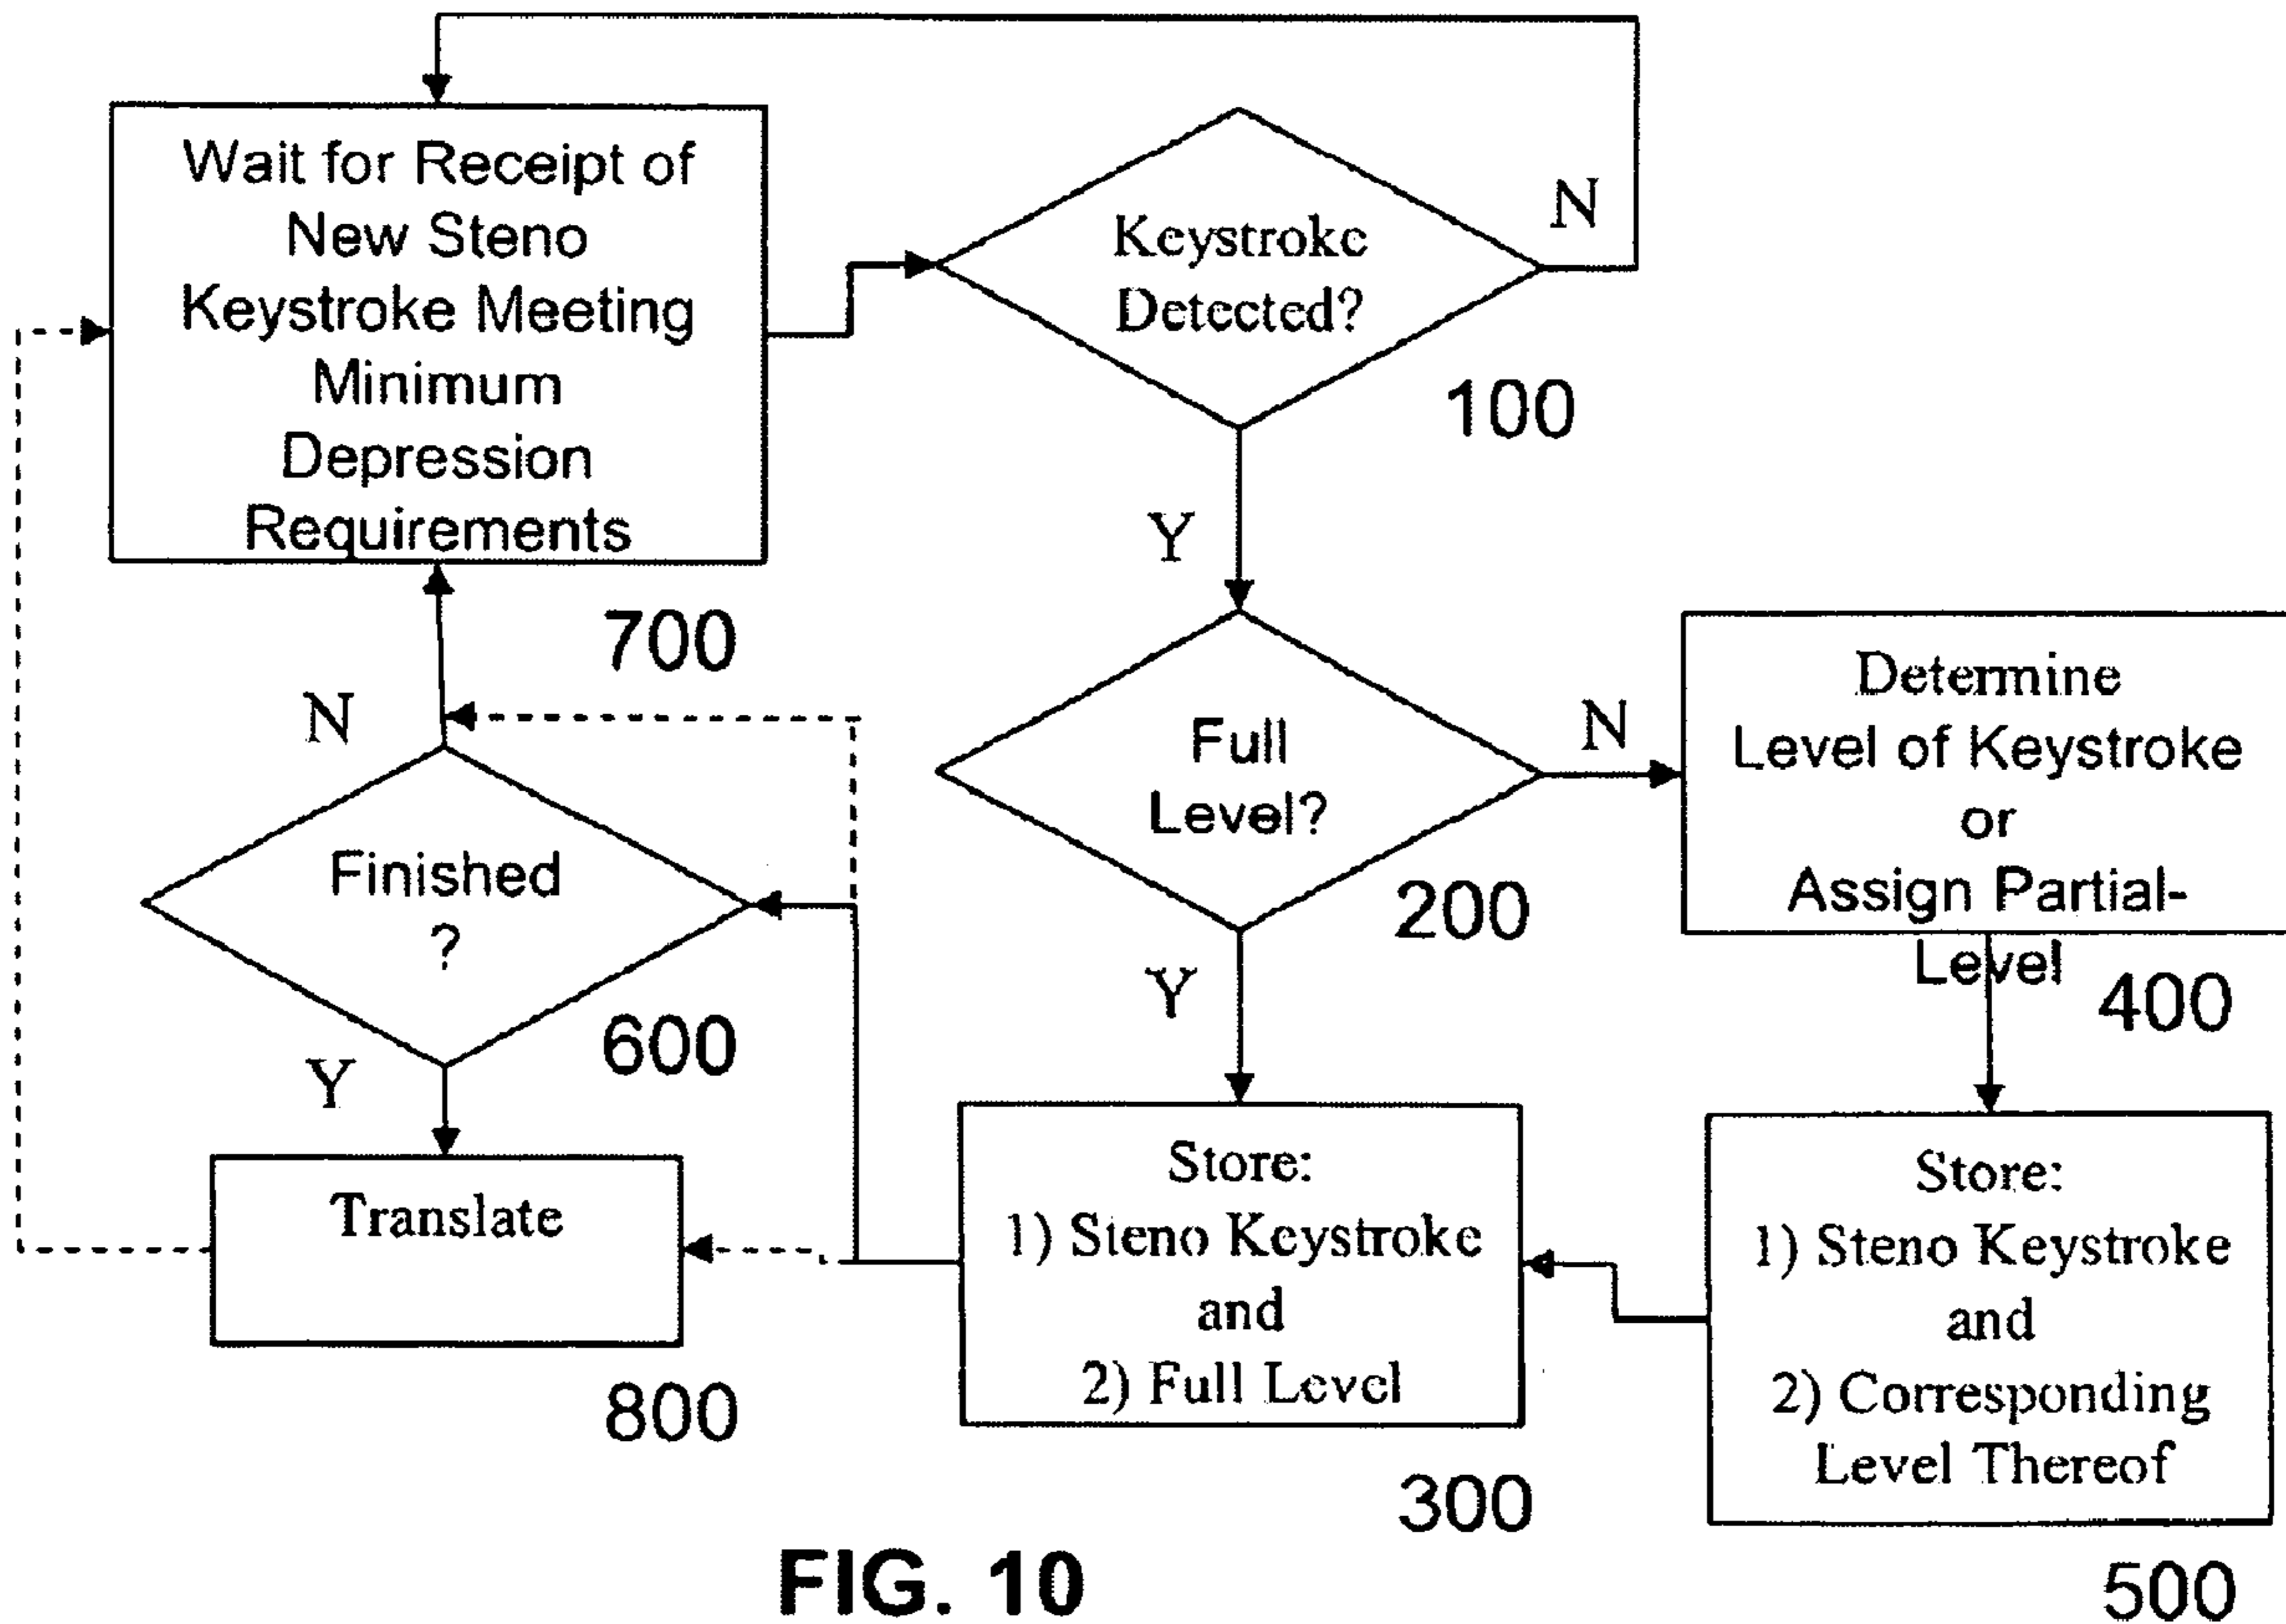 Wait for Receipt of
New Steno
Keystroke Meeting
Minimum
Depression
Requirements
700
Keystroke
Detected?
N
100
Y
Full
Level?
N
200
Y
Determine
Level of Keystroke
or
Assign Partial-
Level
400
N
Finished
?
600
Y
Translate
800
Store:
1) Steno Keystroke
and
2) Full Level
300
Store:
1) Steno Keystroke
and
2) Corresponding
Level Thereof
500
FIG. 10